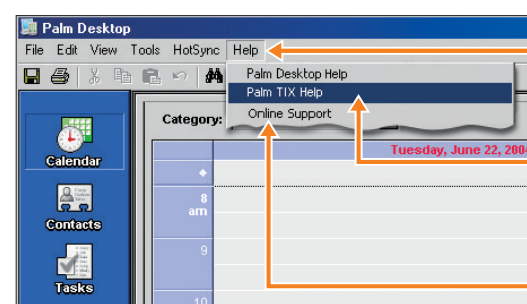 Palm Desktop
File Edit View Tools HotSync Help
Palm Desktop Help
Palm TIX Help
Online Support
Category:
Tuesday, June 22, 2004
Calendar
8
am
Contacts
9
Tasks
10